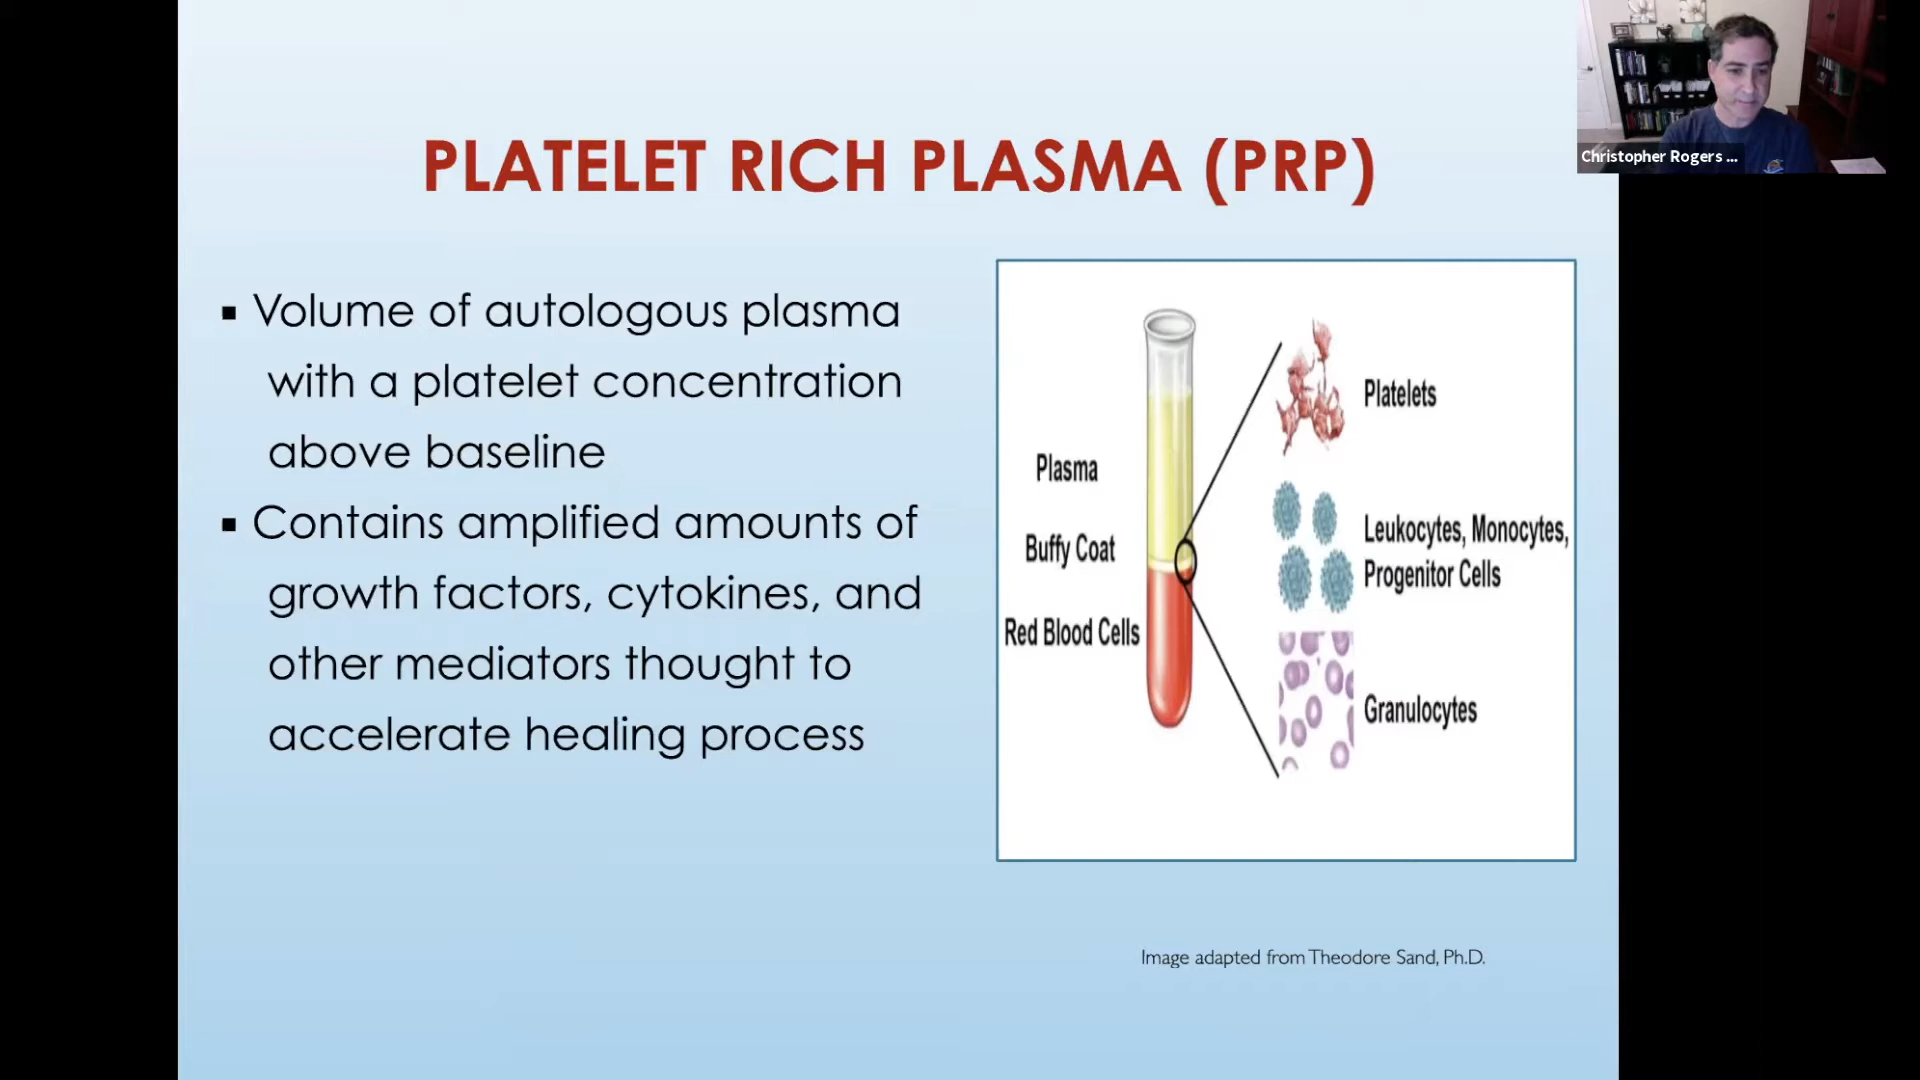 Christopher Rogers ...
PLATELET RICH PLASMA (PRP)
▪ Volume of autologous plasma
with a platelet concentration
above baseline
▪ Contains amplified amounts of
growth factors, cytokines, and
other mediators thought to
accelerate healing process
Plasma
Buffy Coat
Red Blood Cells
Platelets
Leukocytes, Monocytes,
Progenitor Cells
Granulocytes
Image adapted from Theodore Sand, Ph.D.